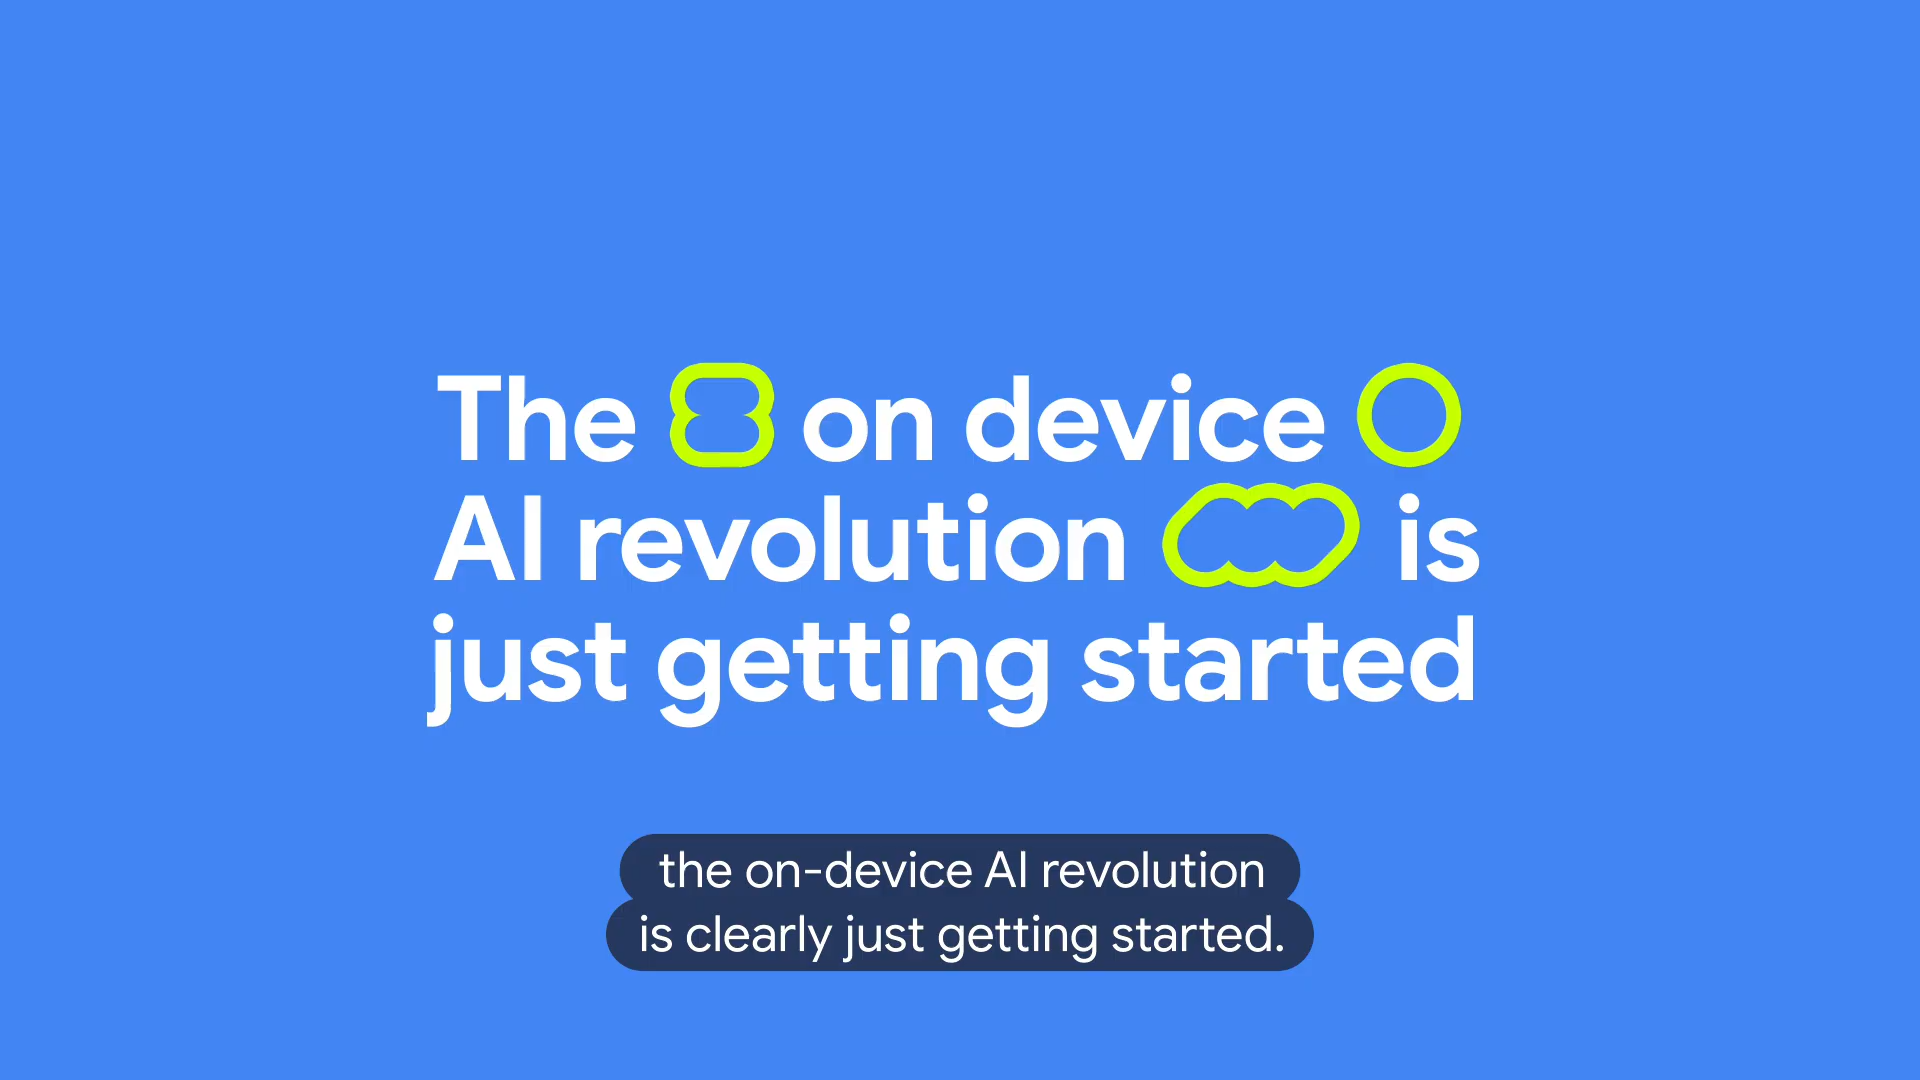 The on device
AI revolution is
just getting started
the on-device AI revolution
is clearly just getting started.